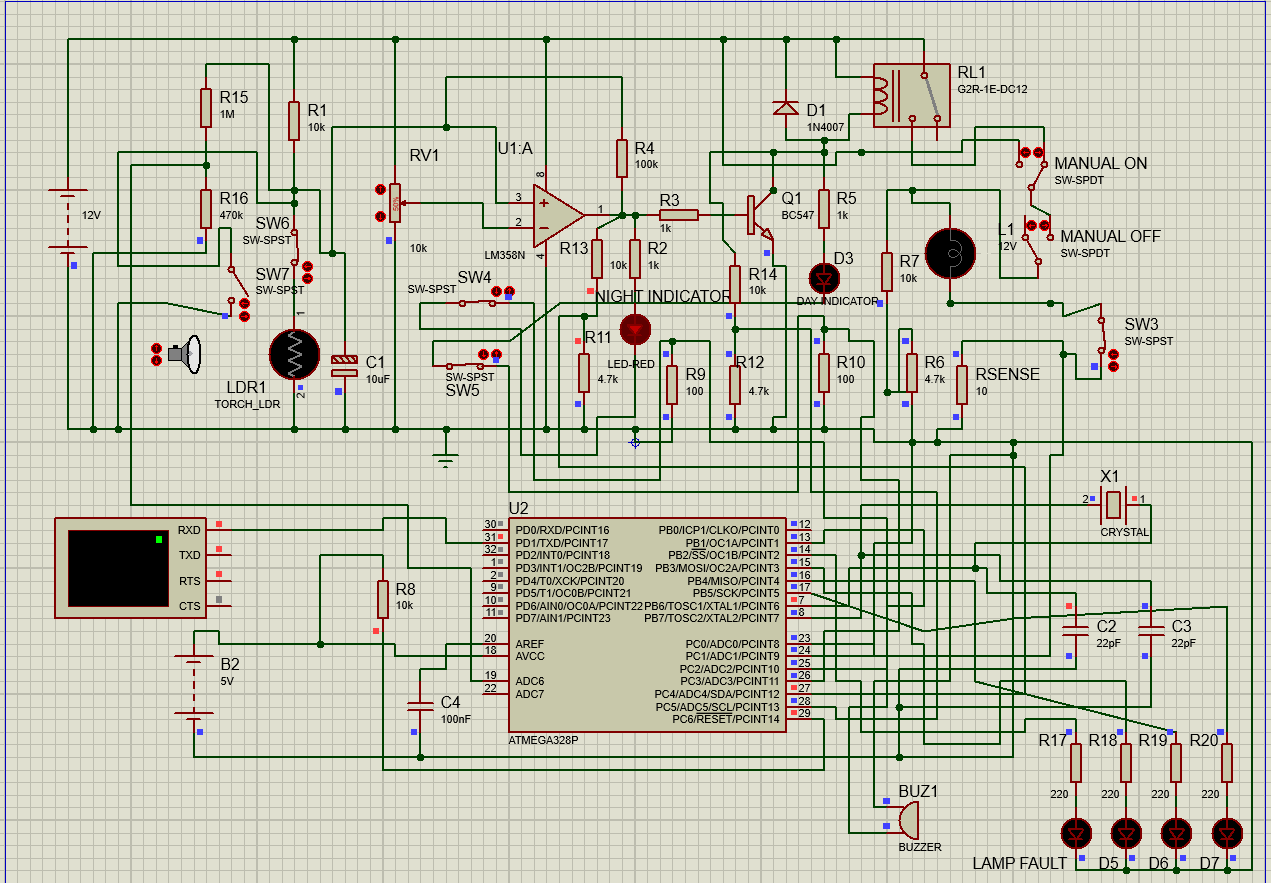 R15
1M
R1
10k
RV1
50%
10k
12V
R16
470k
SW6
SW-SPST
SW7
SW-SPST
U1:A
8
3
2
1
4
LM358N
R4
100k
R3
1k
D1
1N4007
RL1
G2R-1E-DC12
Q1
BC547
R5
1k
MANUAL ON
SW-SPDT
L1
12V
MANUAL OFF
SW-SPDT
R13
10k
R2
1k
R14
10k
D3
DAY INDICATOR
R7
10k
SW4
SW-SPST
NIGHT INDICATOR
LED-RED
SW5
SW-SPST
LDR1
TORCH_LDR
1
2
C1
10uF
R11
4.7k
R9
100
R12
4.7k
R10
100
R6
4.7k
RSENSE
10
SW3
SW-SPST
X1
2
1
CRYSTAL
RXD
TXD
RTS
CTS
R8
10k
B2
5V
C4
100nF
U2
30 PD0/RXD/PCINT16
31 PD1/TXD/PCINT17
32 PD2/INT0/PCINT18
1 PD3/INT1/OC2B/PCINT19
2 PD4/T0/XCK/PCINT20
9 PD5/T1/OC0B/PCINT21
10 PD6/AIN0/OC0A/PCINT22
11 PD7/AIN1/PCINT23
20 AREF
18 AVCC
19 ADC6
22 ADC7
PB0/ICP1/CLKO/PCINT0 12
PB1/OC1A/PCINT1 13
PB2/SS/OC1B/PCINT2 14
PB3/MOSI/OC2A/PCINT3 15
PB4/MISO/PCINT4 16
PB5/SCK/PCINT5 17
PB6/TOSC1/XTAL1/PCINT6 7
PB7/TOSC2/XTAL2/PCINT7 8
PC0/ADC0/PCINT8 23
PC1/ADC1/PCINT9 24
PC2/ADC2/PCINT10 25
PC3/ADC3/PCINT11 26
PC4/ADC4/SDA/PCINT12 27
PC5/ADC5/SCL/PCINT13 28
PC6/RESET/PCINT14 29
ATMEGA328P
C2
22pF
C3
22pF
R17
220
R18
220
R19
220
R20
220
BUZ1
BUZZER
LAMP FAULT
D5
D6
D7